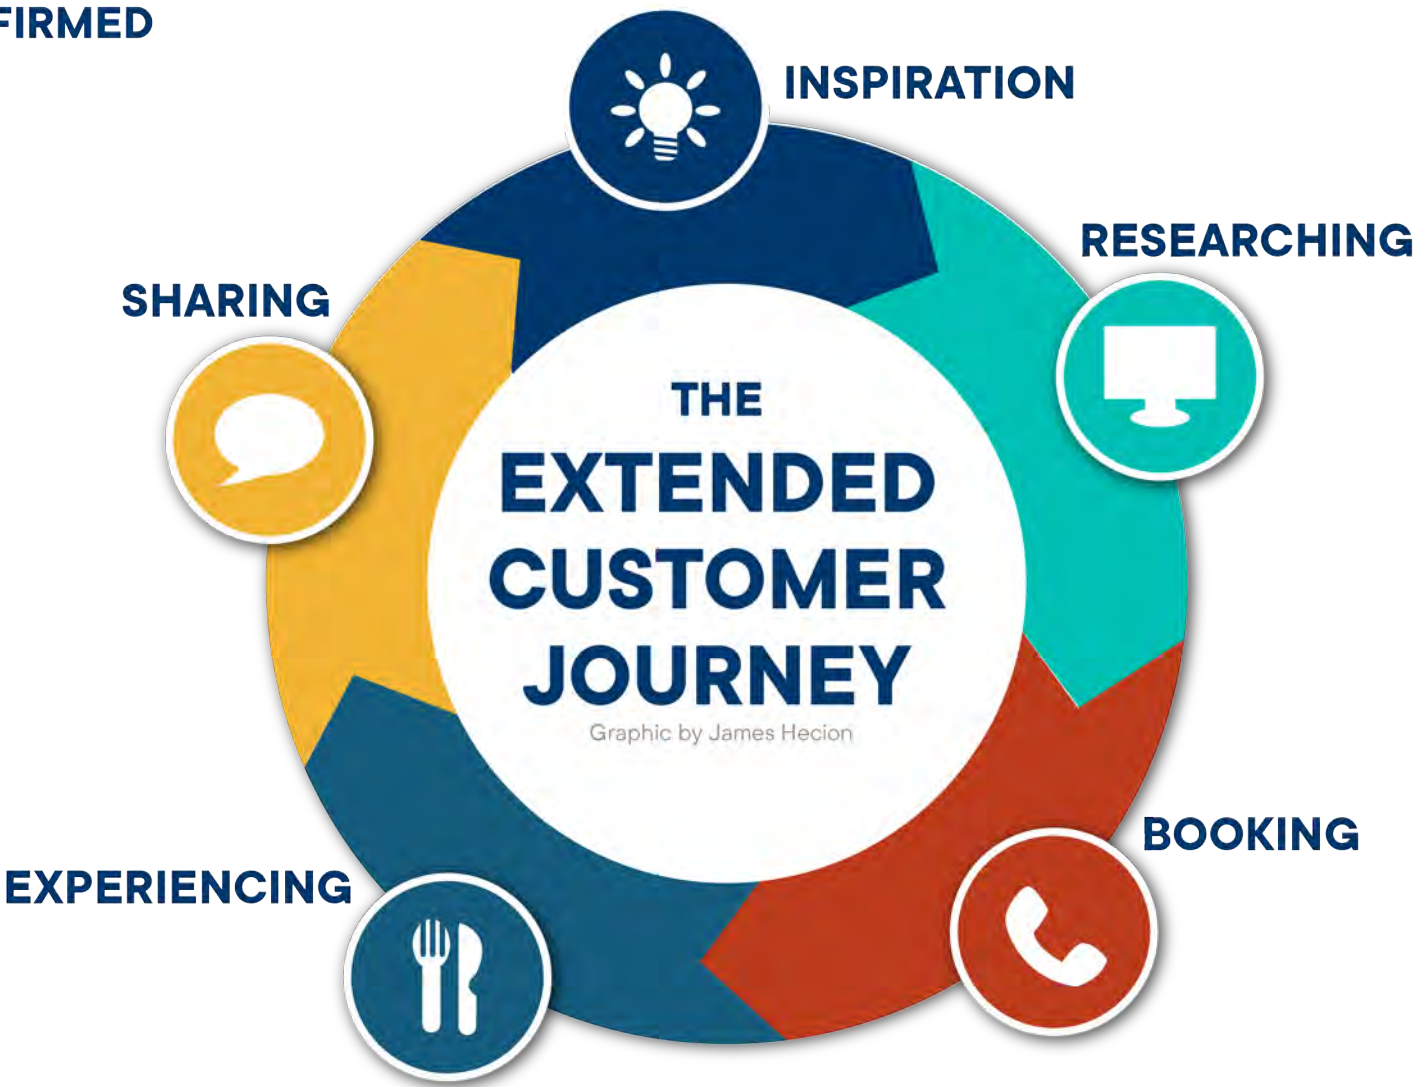 FIRMED
INSPIRATION
RESEARCHING
SHARING
THE
EXTENDED
CUSTOMER
JOURNEY
Graphic by James Hecion
BOOKING
EXPERIENCING